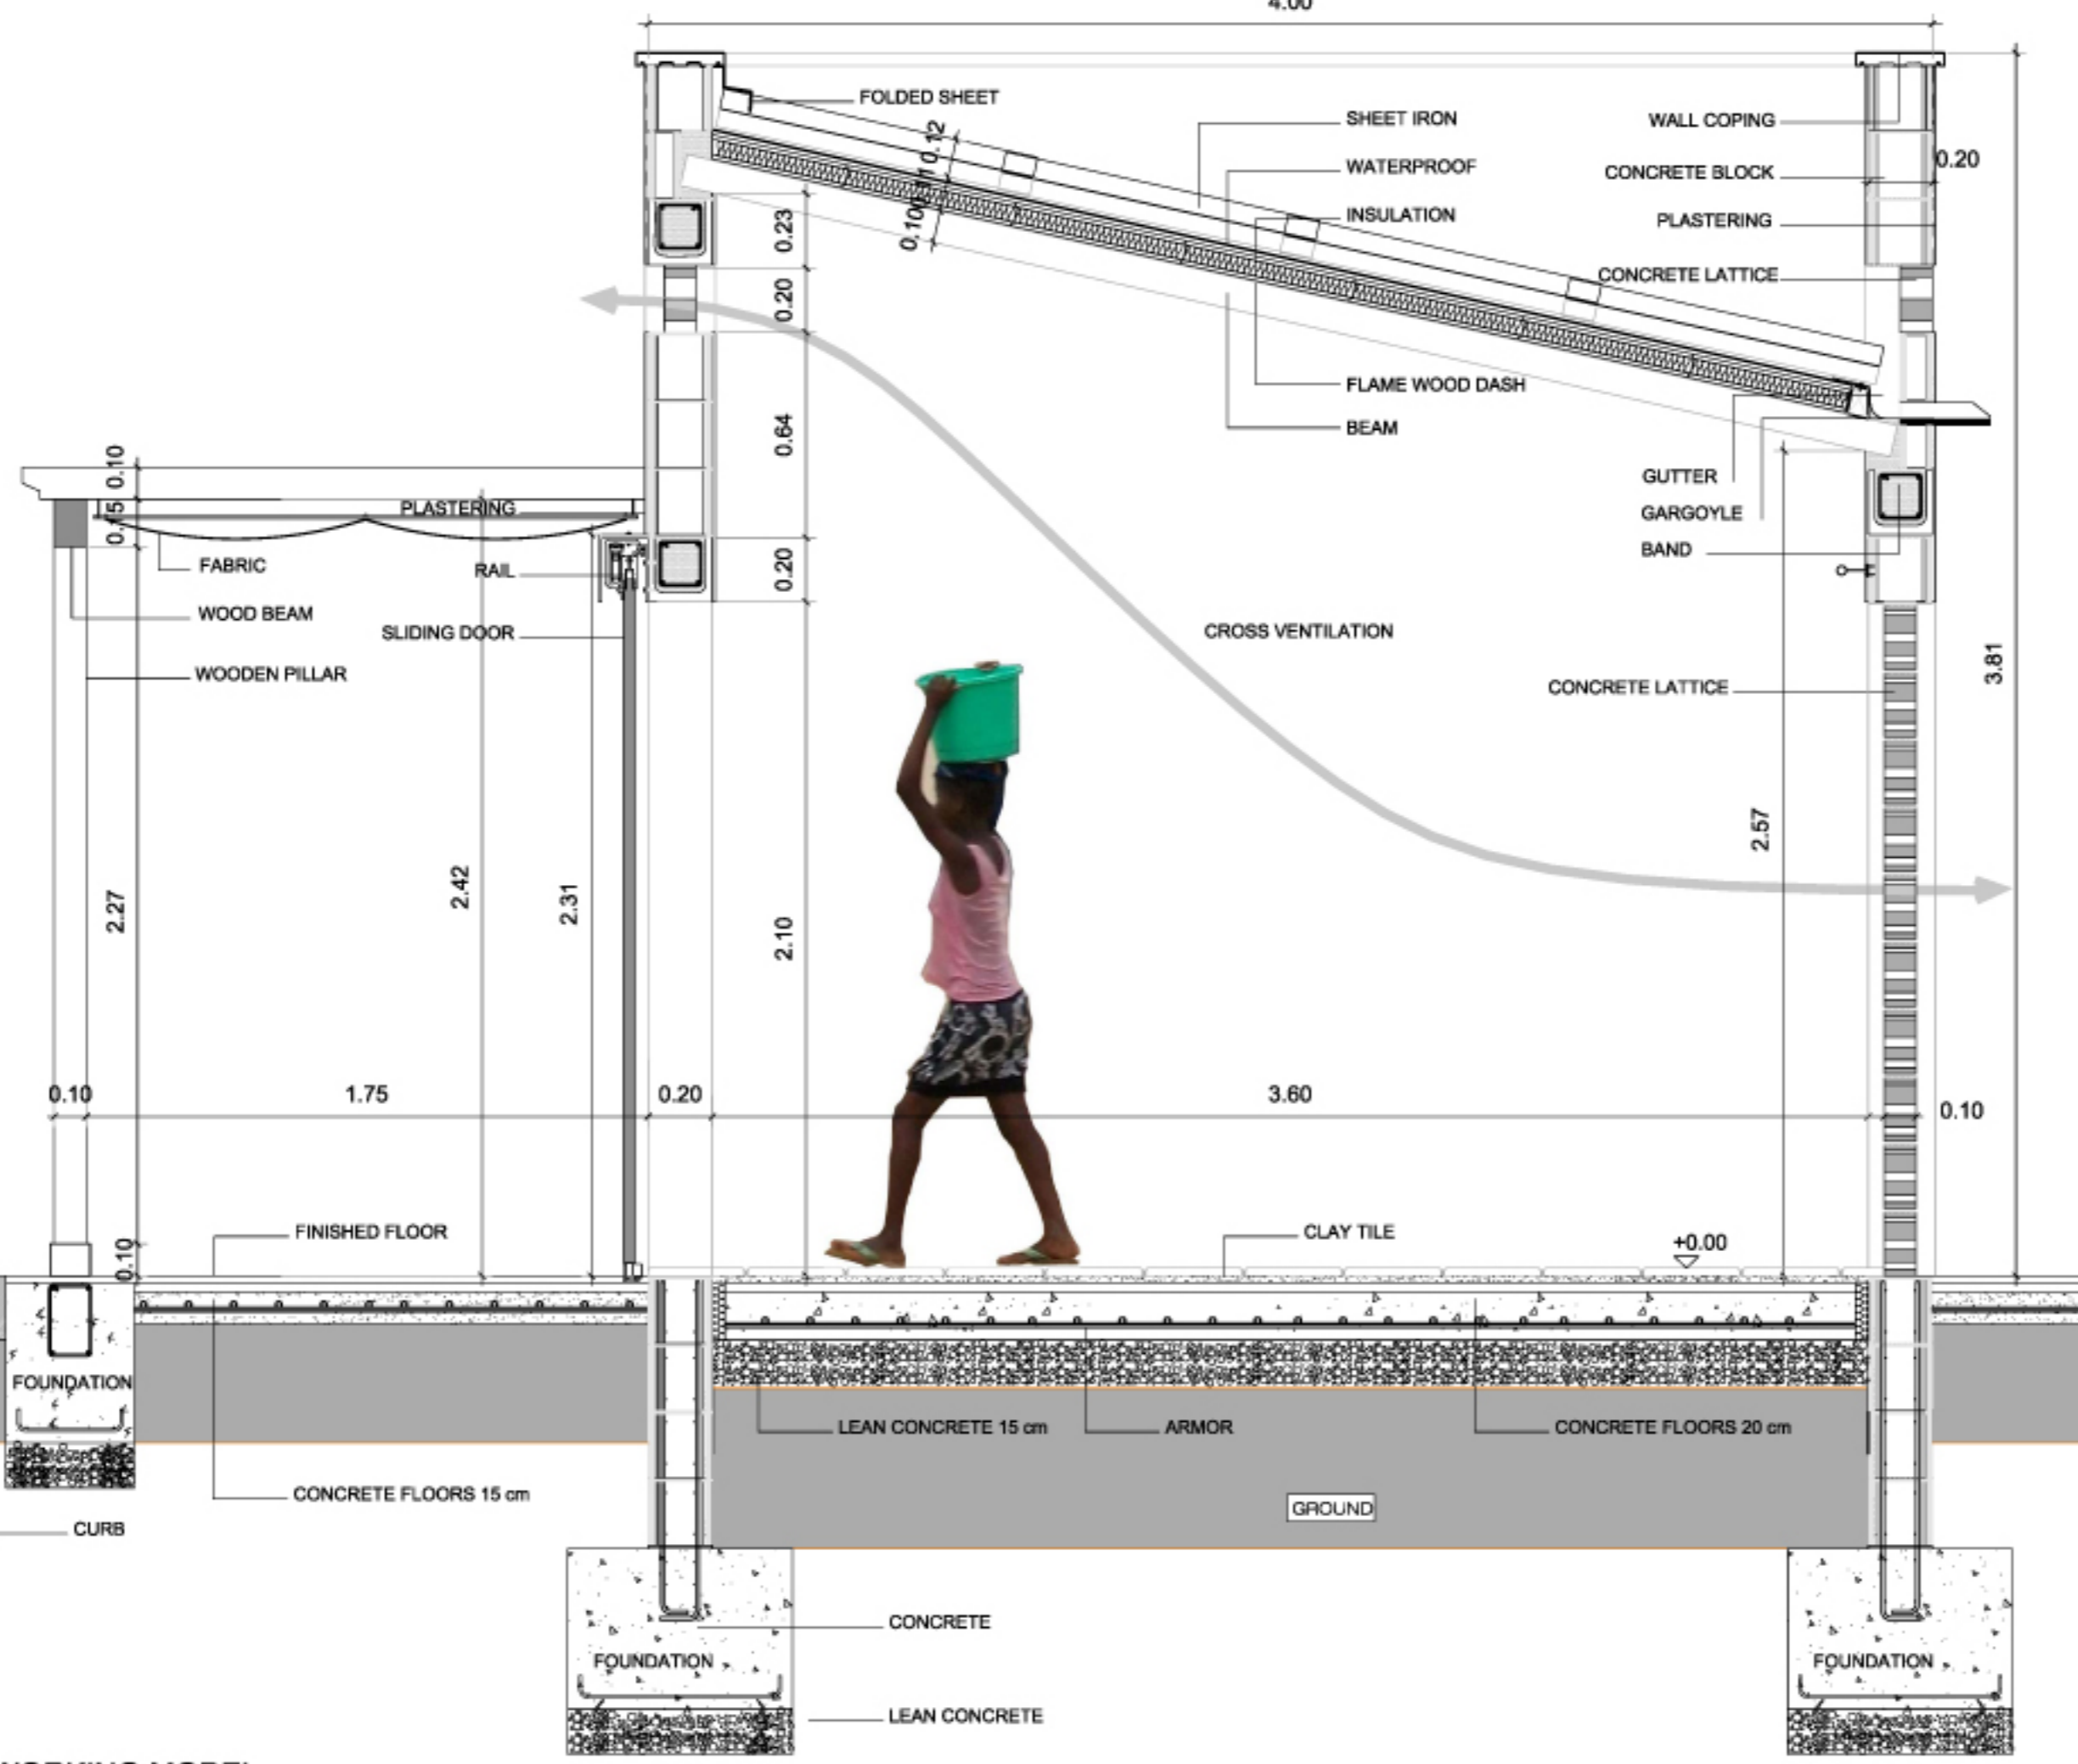 4.00
FOLDED SHEET
SHEET IRON
WALL COPING
0.12
WATERPROOF
CONCRETE BLOCK
0.20
INSULATION
PLASTERING
0.23
0.100
CONCRETE LATTICE
0.20
FLAME WOOD DASH
BEAM
0.64
0.10
GUTTER
PLASTERING
GARGOYLE
0.15
BAND
FABRIC
RAIL
0.20
WOOD BEAM
SLIDING DOOR
CROSS VENTILATION
WOODEN PILLAR
3.81
CONCRETE LATTICE
2.57
2.42
2.31
2.27
2.10
0.10
1.75
0.20
3.60
0.10
FINISHED FLOOR
CLAY TILE
+0.00
0.10
FOUNDATION
LEAN CONCRETE 15 cm
ARMOR
CONCRETE FLOORS 20 cm
CONCRETE FLOORS 15 cm
GROUND
CURB
CONCRETE
FOUNDATION
FOUNDATION
LEAN CONCRETE